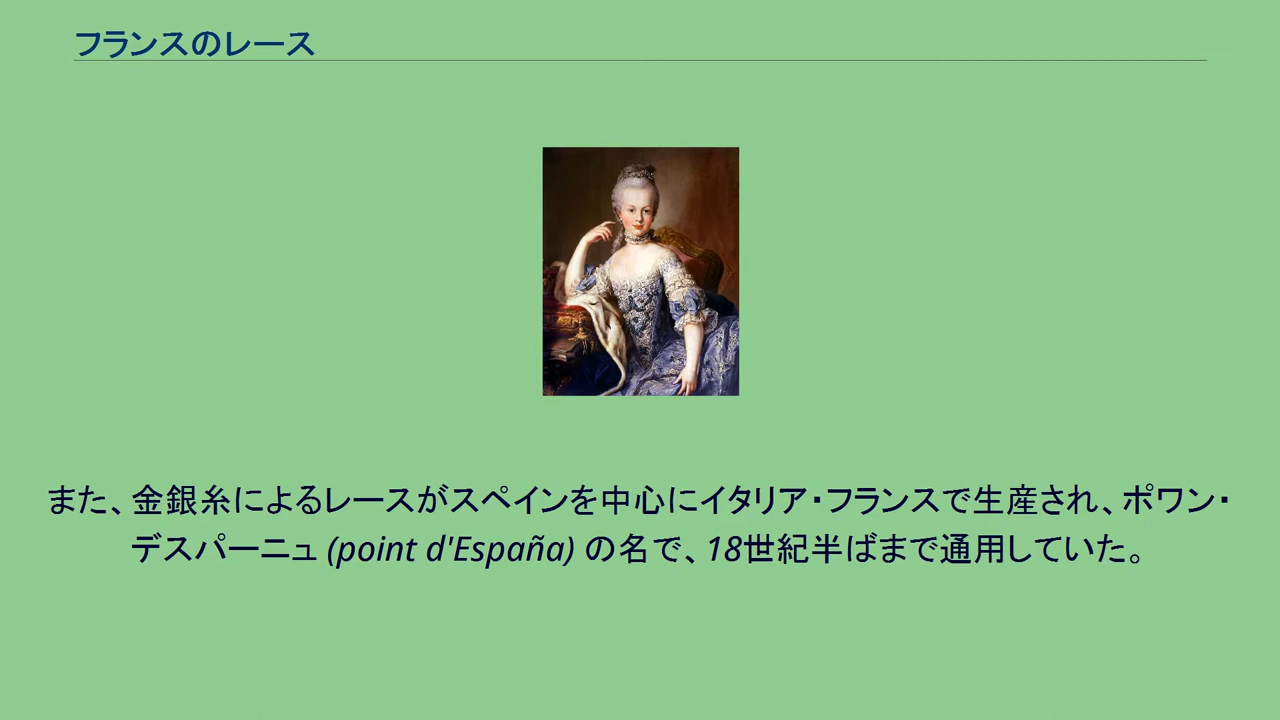 フランスのレース
また、金銀糸によるレースがスペインを中心にイタリア・フランスで生産され、ポワン・
デスパーニュ (point d'España) の名で、18世紀半ばまで通用していた。